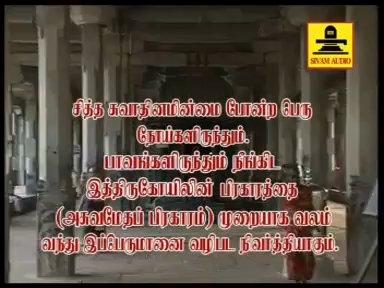 SIVAM AUDIO
சித்த சுவாதினமின்மை போன்ற பெரு
நோய்களிருந்தும்.
பாவங்களிருந்தும் நிங்கிட
இத்திருகோயிலின் பிரகாரத்தை
(அசுவமேதப் பிரகாரம்) முறையாக வலம்
வந்து இப்பெருமானை வழிபட நிவர்த்தியாகும்.